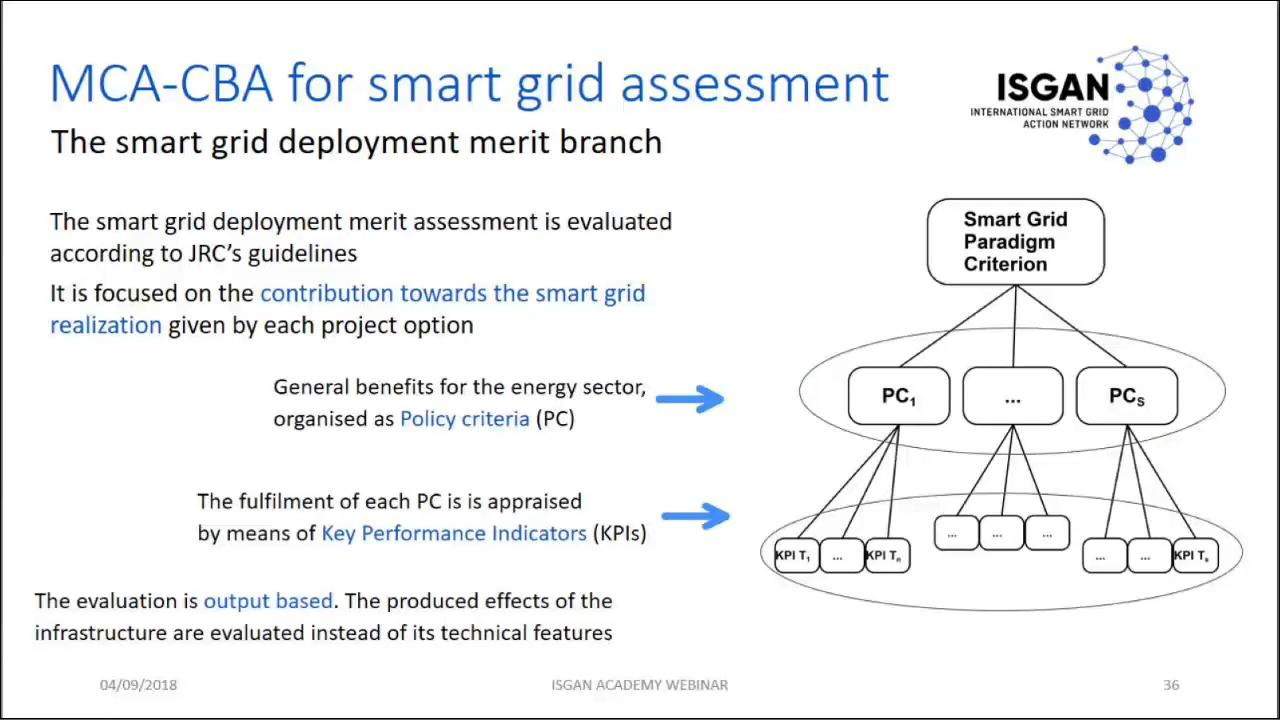 MCA-CBA for smart grid assessment
The smart grid deployment merit branch
ISGAN
INTERNATIONAL SMART GRID
ACTION NETWORK
The smart grid deployment merit assessment is evaluated
according to JRC's guidelines
It is focused on the contribution towards the smart grid
realization given by each project option
General benefits for the energy sector,
organised as Policy criteria (PC)
The fulfilment of each PC is is appraised
by means of Key Performance Indicators (KPIs)
The evaluation is output based. The produced effects of the
infrastructure are evaluated instead of its technical features
Smart Grid
Paradigm
Criterion
PC1 ... PCS
... ... ...
KPI T1 ... KPI Tn ... ... KPI Ts
04/09/2018 ISGAN ACADEMY WEBINAR 36